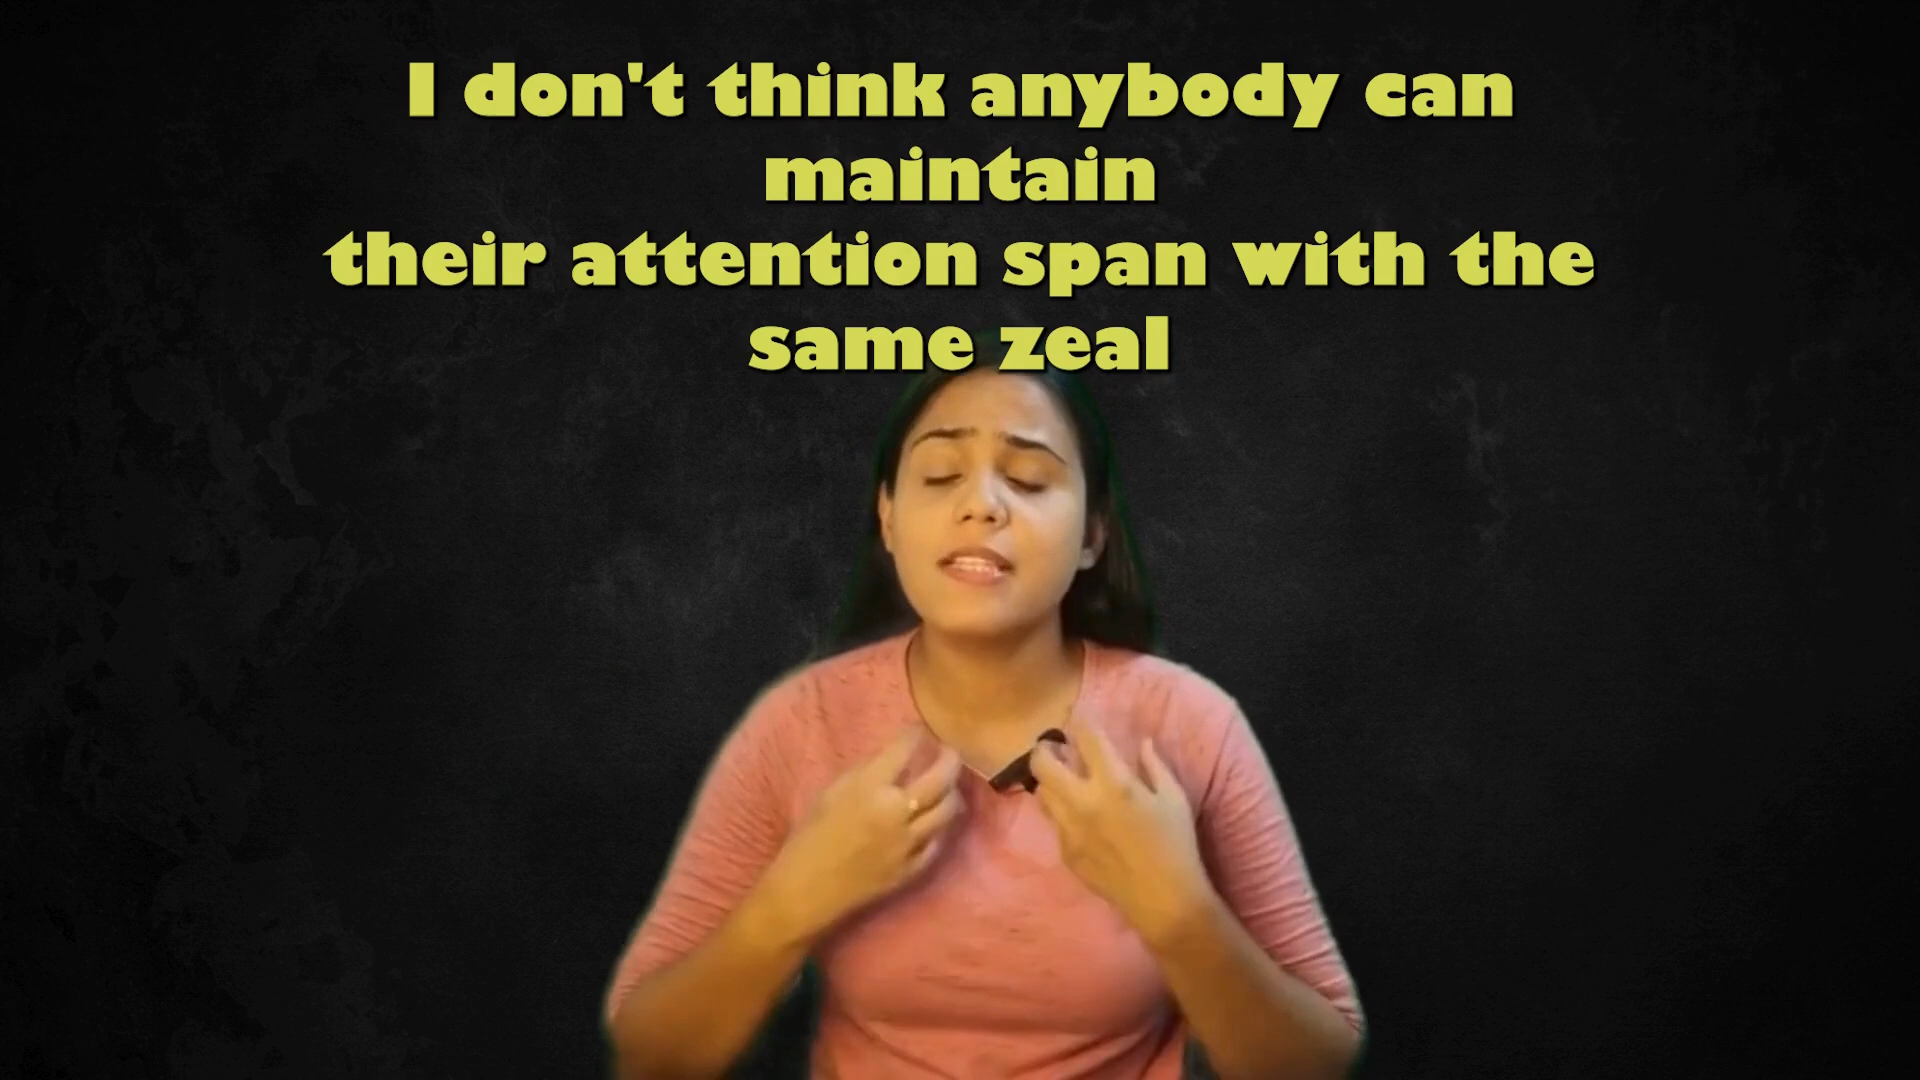 I don't think anybody can
maintain
their attention span with the
same zeal